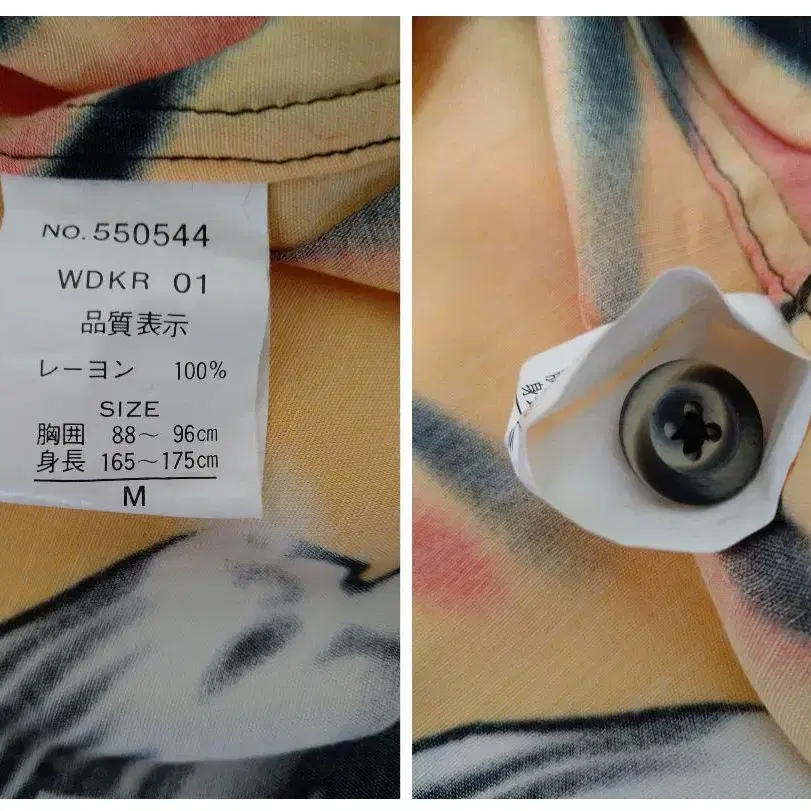 NO. 550544
WDKR 01
品質表示
レーヨン 100%
SIZE
胸囲 88～ 96cm
身長 165～175cm
M